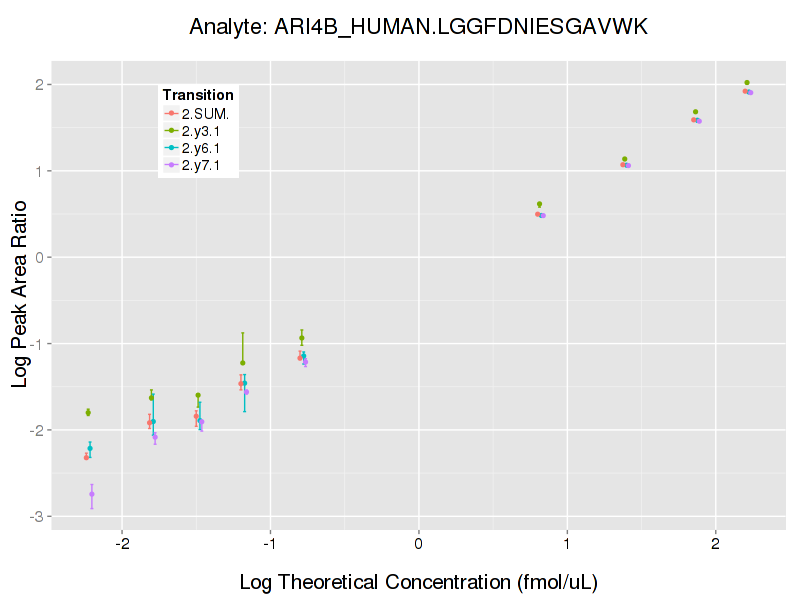 Analyte: ARI4B_HUMAN.LGGFDNIESGAVWK
Log Peak Area Ratio
2
1
0
-1
-2
-3
Transition
2.SUM.
2.y3.1
2.y6.1
2.y7.1
-2 -1 0 1 2
Log Theoretical Concentration (fmol/uL)